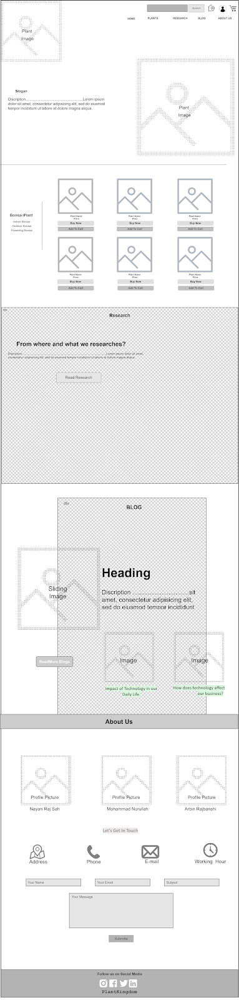 SEARCH
HOME PLANTS RESEARCH BLOG ABOUT US
Plant
Image
Plant
Image
Slogan
Discription......................................................Lorem ipsum
dolor sit amet, consectetur adipisicing elit, sed do eiusmod
tempor incididunt ut labore et dolore magna aliqua.
Bonsai Plant
Indoor Bonsai
Outdoor Bonsai
Flowering Bonsai
Plant Name
Price
Buy Now
Add To Cart
Plant Name
Price
Buy Now
Add To Cart
Plant Name
Price
Buy Now
Add To Cart
Plant Name
Price
Buy Now
Add To Cart
Plant Name
Price
Buy Now
Add To Cart
Plant Name
Price
Buy Now
Add To Cart
div
Research
From where and what we researches?
Discription......................................................Lorem ipsum dolor sit amet,
consectetur adipisicing elit, sed do eiusmod tempor incididunt ut labore et dolore magna aliqua.
Read Research
div
BLOG
Sliding
Image
Heading
Discription .................................sit
amet, consectetur adipisicing elit,
sed do eiusmod tempor incididunt
Image
Image
ReadMore Blogs
Impact of Technology in our
Daily Life.
How does technology affect
our business?
About Us
Profile Picture
Profile Picture
Profile Picture
Nayan Raj Sah
Mohammad Nurullah
Arbin Rajbanshi
Let's Get In Touch
Address
Phone
E-mail
Working Hour
Your Name
Your Email
Subject
Your Message
Submitte
Follow us on Social Media
PlantKingdom